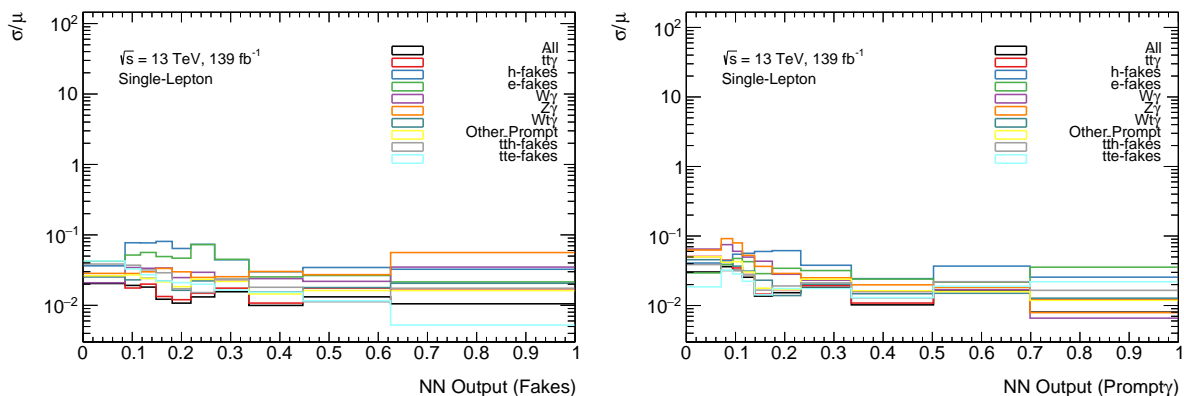 σ/μ
10²
10
1
10⁻¹
10⁻²
√s = 13 TeV, 139 fb⁻¹
Single-Lepton
All
tt̄γ
h-fakes
e-fakes
Wγ
Zγ
Wtγ
Other Prompt
tth-fakes
tte-fakes
0 0.1 0.2 0.3 0.4 0.5 0.6 0.7 0.8 0.9 1
NN Output (Fakes)
σ/μ
10²
10
1
10⁻¹
10⁻²
√s = 13 TeV, 139 fb⁻¹
Single-Lepton
All
tt̄γ
h-fakes
e-fakes
Wγ
Zγ
Wtγ
Other Prompt
tth-fakes
tte-fakes
0 0.1 0.2 0.3 0.4 0.5 0.6 0.7 0.8 0.9 1
NN Output (Promptγ)